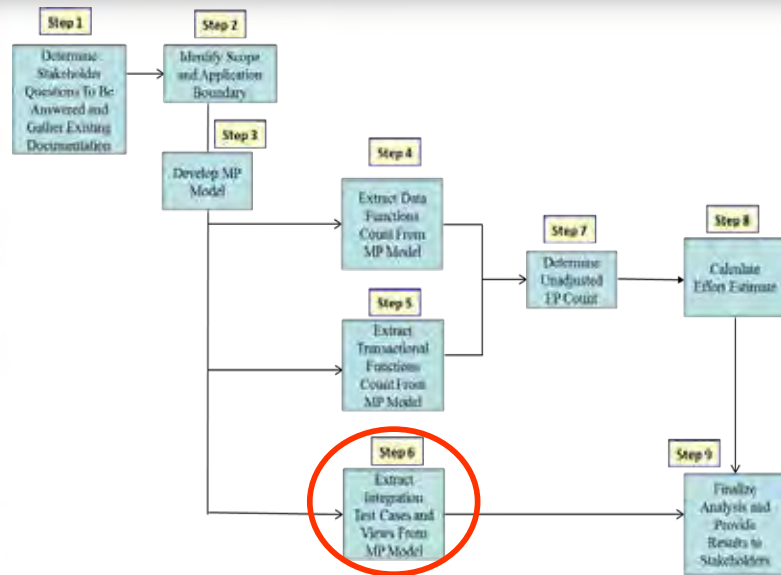 Step 1
Determine
Stakeholder
Questions To Be
Answered and
Gather Existing
Documentation
Step 2
Identify Scope
and Application
Boundary
Step 3
Develop MP
Model
Step 4
Extract Data
Functions
Count From
MP Model
Step 5
Extract
Transactional
Functions
Count From
MP Model
Step 6
Extract
Integration
Test Cases and
Views From
MP Model
Step 7
Determine
Unadjusted
FP Count
Step 8
Calculate
Effort Estimate
Step 9
Finalize
Analysis and
Provide
Results to
Stakeholders